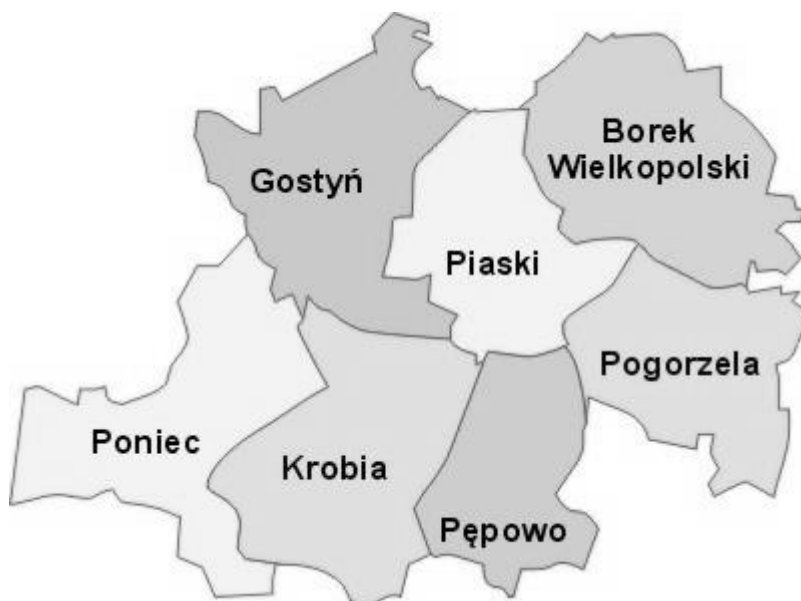 Borek
Wielkopolski
Gostyń
Piaski
Pogorzela
Poniec
Krobia
Pępowo